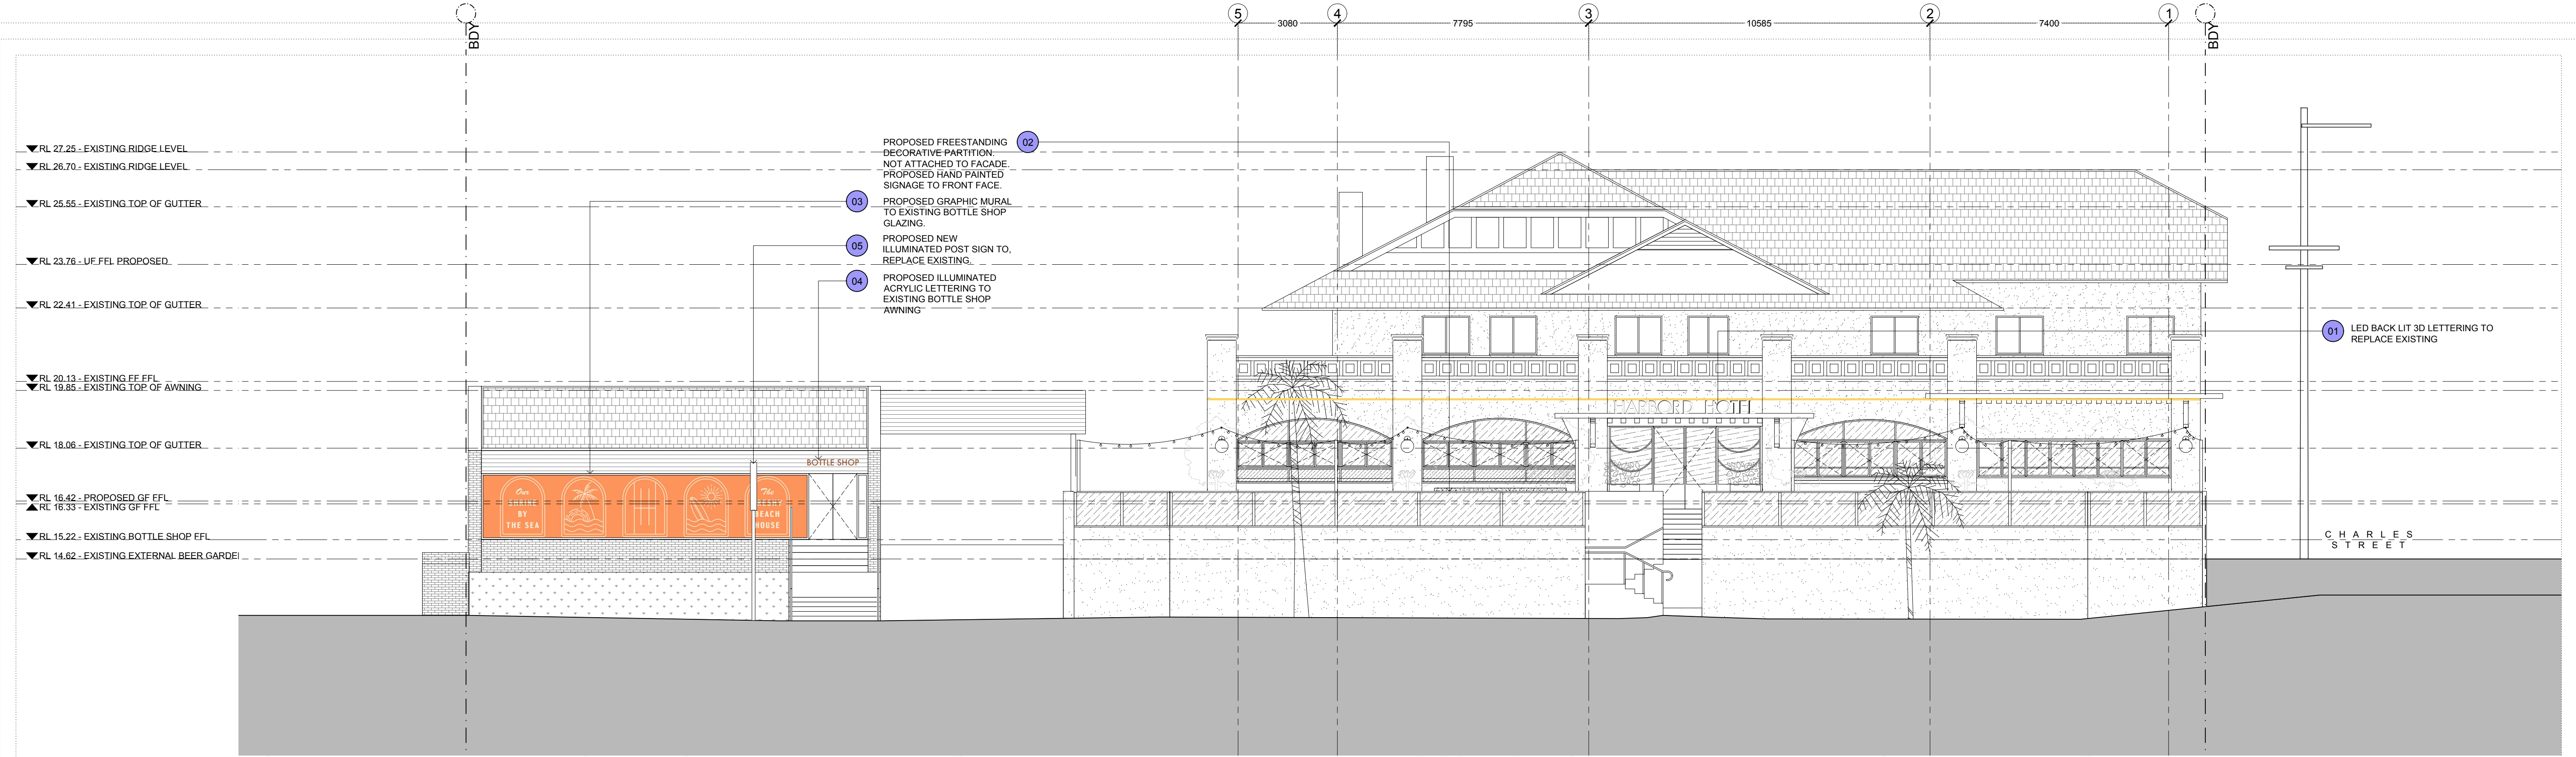 BDY
5
3080
4
7795
3
10585
2
7400
1
BDY
RL 27.25 - EXISTING RIDGE LEVEL
RL 26.70 - EXISTING RIDGE LEVEL
RL 25.55 - EXISTING TOP OF GUTTER
RL 23.76 - UF FFL PROPOSED
RL 22.41 - EXISTING TOP OF GUTTER
RL 20.13 - EXISTING FF FFL
RL 19.85 - EXISTING TOP OF AWNING
RL 18.06 - EXISTING TOP OF GUTTER
RL 16.42 - PROPOSED GF FFL
RL 16.33 - EXISTING GF FFL
RL 15.22 - EXISTING BOTTLE SHOP FFL
RL 14.62 - EXISTING EXTERNAL BEER GARDE
PROPOSED FREESTANDING
DECORATIVE PARTITION.
NOT ATTACHED TO FACADE.
PROPOSED HAND PAINTED
SIGNAGE TO FRONT FACE.
02
03
PROPOSED GRAPHIC MURAL
TO EXISTING BOTTLE SHOP
GLAZING.
05
PROPOSED NEW
ILLUMINATED POST SIGN TO,
REPLACE EXISTING.
04
PROPOSED ILLUMINATED
ACRYLIC LETTERING TO
EXISTING BOTTLE SHOP
AWNING
01
LED BACK LIT 3D LETTERING TO
REPLACE EXISTING
HARBORD HOTEL
BOTTLE SHOP
Our
SHRINE
BY
THE SEA
The
FRESHY
BEACH
HOUSE
CHARLES
STREET